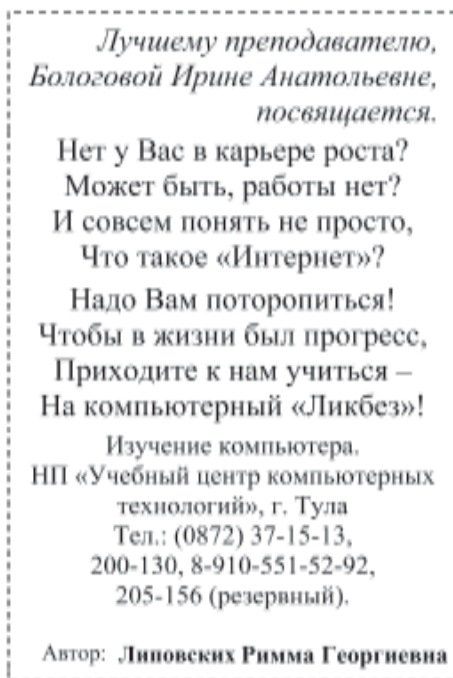 Лучшему преподавателю,
Бологовой Ирине Анатольевне,
посвящается.
Нет у Вас в карьере роста?
Может быть, работы нет?
И совсем понять не просто,
Что такое «Интернет»?
Надо Вам поторопиться!
Чтобы в жизни был прогресс,
Приходите к нам учиться –
На компьютерный «Ликбез»!
Изучение компьютера.
НП «Учебный центр компьютерных
технологий», г. Тула
Тел.: (0872) 37-15-13,
200-130, 8-910-551-52-92,
205-156 (резервный).
Автор: Липовских Римма Георгиевна